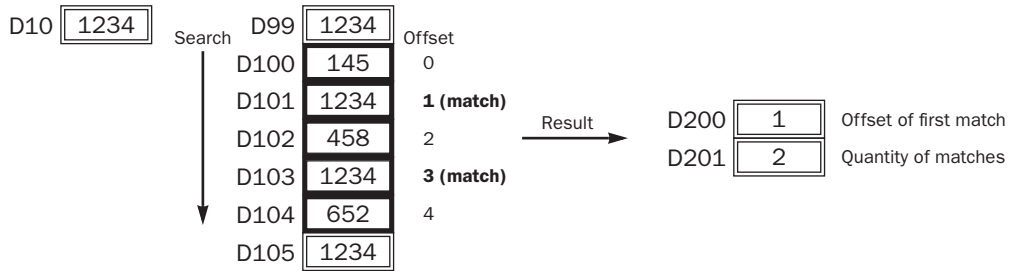 D10 1234 Search D99 1234 Offset
D100 145 0
D101 1234 1 (match)
D102 458 2
D103 1234 3 (match)
D104 652 4
D105 1234
Result
D200 1 Offset of first match
D201 2 Quantity of matches